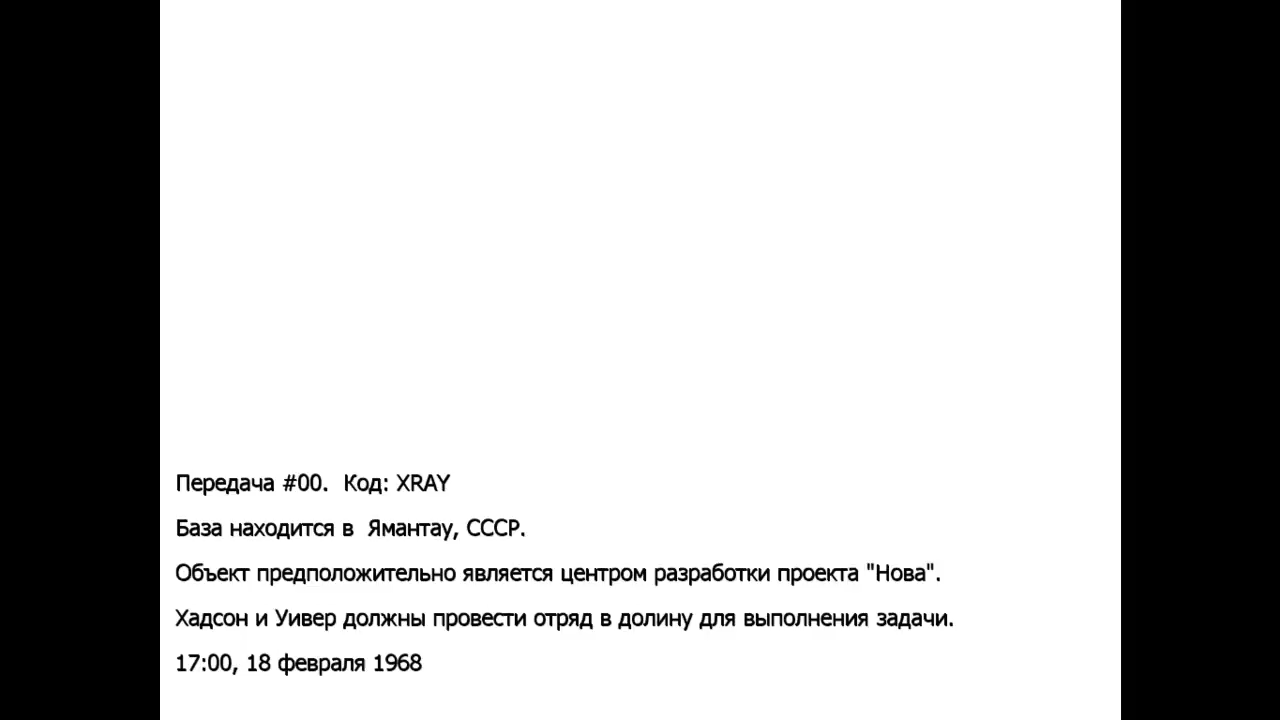 Передача #00.  Код: XRAY
База находится в  Ямантау, СССР.
Объект предположительно является центром разработки проекта "Нова".
Хадсон и Уивер должны провести отряд в долину для выполнения задачи.
17:00, 18 февраля 1968